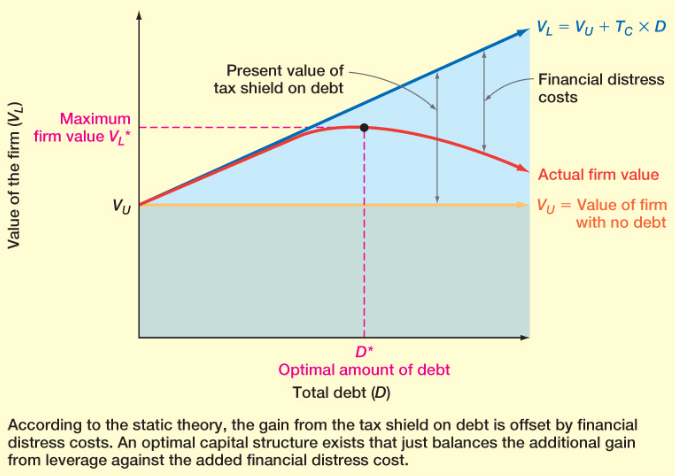 V_L = V_U + T_C × D
Present value of
tax shield on debt
Financial distress
costs
Maximum
firm value V_L*
Value of the firm (V_L)
Actual firm value
V_U
V_U = Value of firm
with no debt
D*
Optimal amount of debt
Total debt (D)
According to the static theory, the gain from the tax shield on debt is offset by financial
distress costs. An optimal capital structure exists that just balances the additional gain
from leverage against the added financial distress cost.